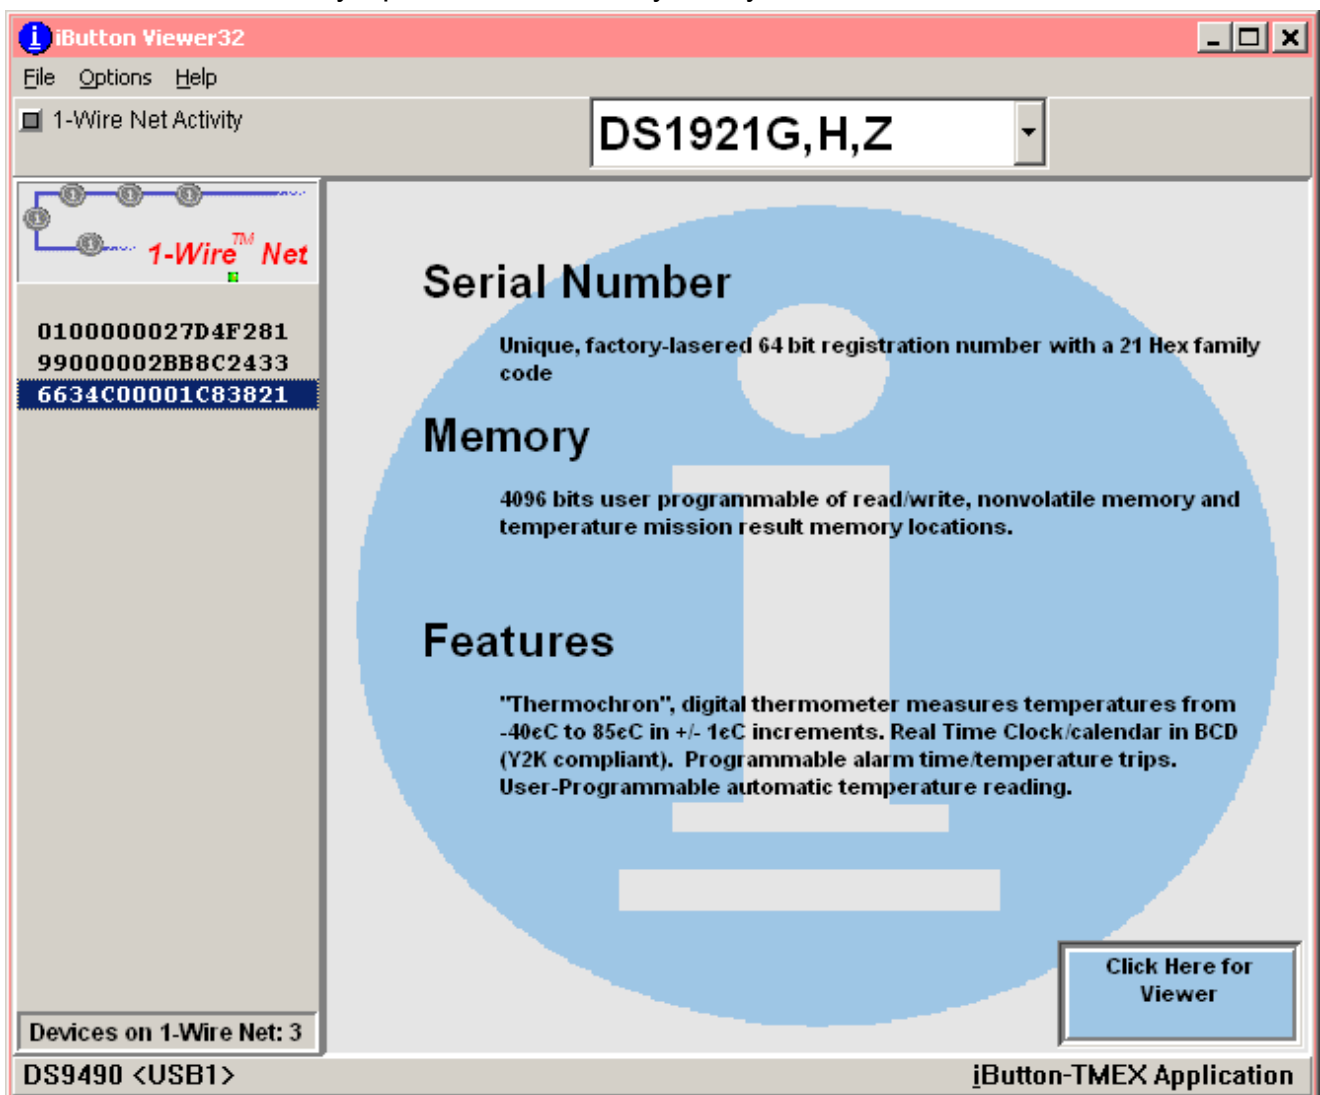 iButton Viewer32
File Options Help
1-Wire Net Activity
DS1921G,H,Z
1-Wire™ Net
0100000027D4F281
99000002BB8C2433
6634C00001C83821
Serial Number
Unique, factory-lasered 64 bit registration number with a 21 Hex family
code
Memory
4096 bits user programmable of read/write, nonvolatile memory and
temperature mission result memory locations.
Features
"Thermochron", digital thermometer measures temperatures from
-40єC to 85єC in +/- 1єC increments. Real Time Clock/calendar in BCD
(Y2K compliant). Programmable alarm time/temperature trips.
User-Programmable automatic temperature reading.
Click Here for
Viewer
Devices on 1-Wire Net: 3
DS9490 <USB1>
iButton-TMEX Application